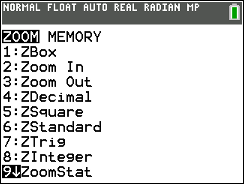 NORMAL FLOAT AUTO REAL RADIAN MP
ZOOM MEMORY
1:ZBox
2:Zoom In
3:Zoom Out
4:ZDecimal
5:ZSquare
6:ZStandard
7:ZTrig
8:ZInteger
9↓ZoomStat